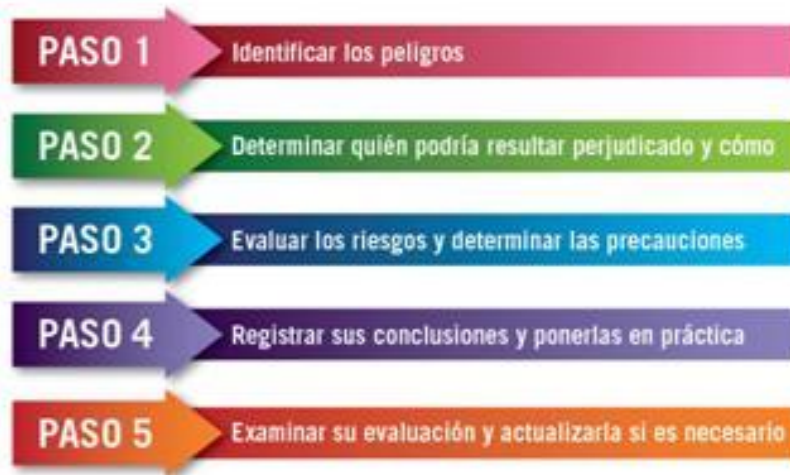 PASO 1 Identificar los peligros
PASO 2 Determinar quién podría resultar perjudicado y cómo
PASO 3 Evaluar los riesgos y determinar las precauciones
PASO 4 Registrar sus conclusiones y ponerlas en práctica
PASO 5 Examinar su evaluación y actualizarla si es necesario